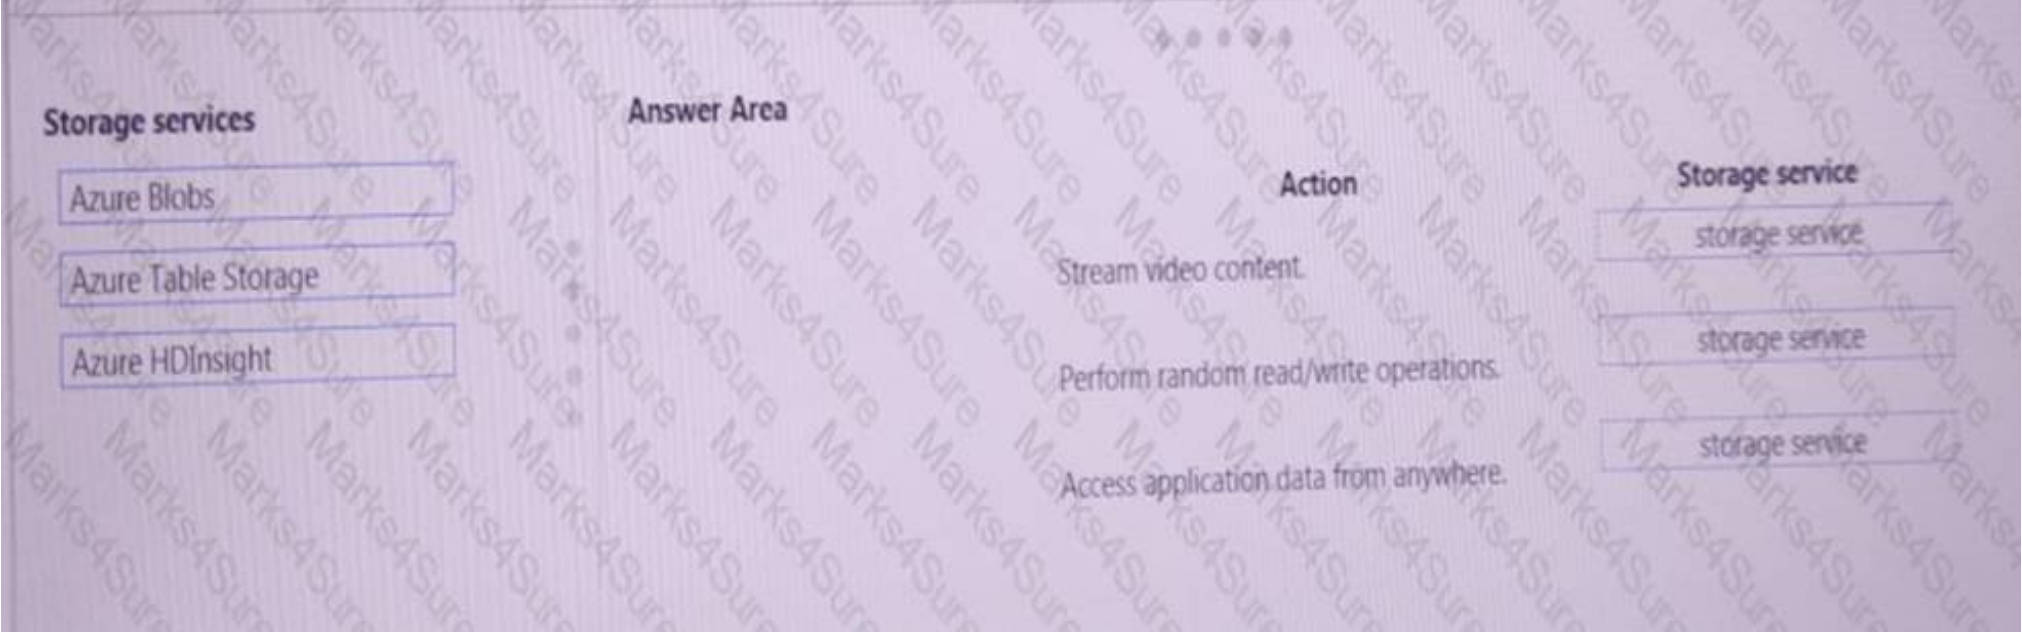 Storage services
Azure Blobs
Azure Table Storage
Azure HDInsight
Answer Area
Action
Storage service
Stream video content.
storage service
Perform random read/write operations.
storage service
Access application data from anywhere.
storage service
Marks4Sure